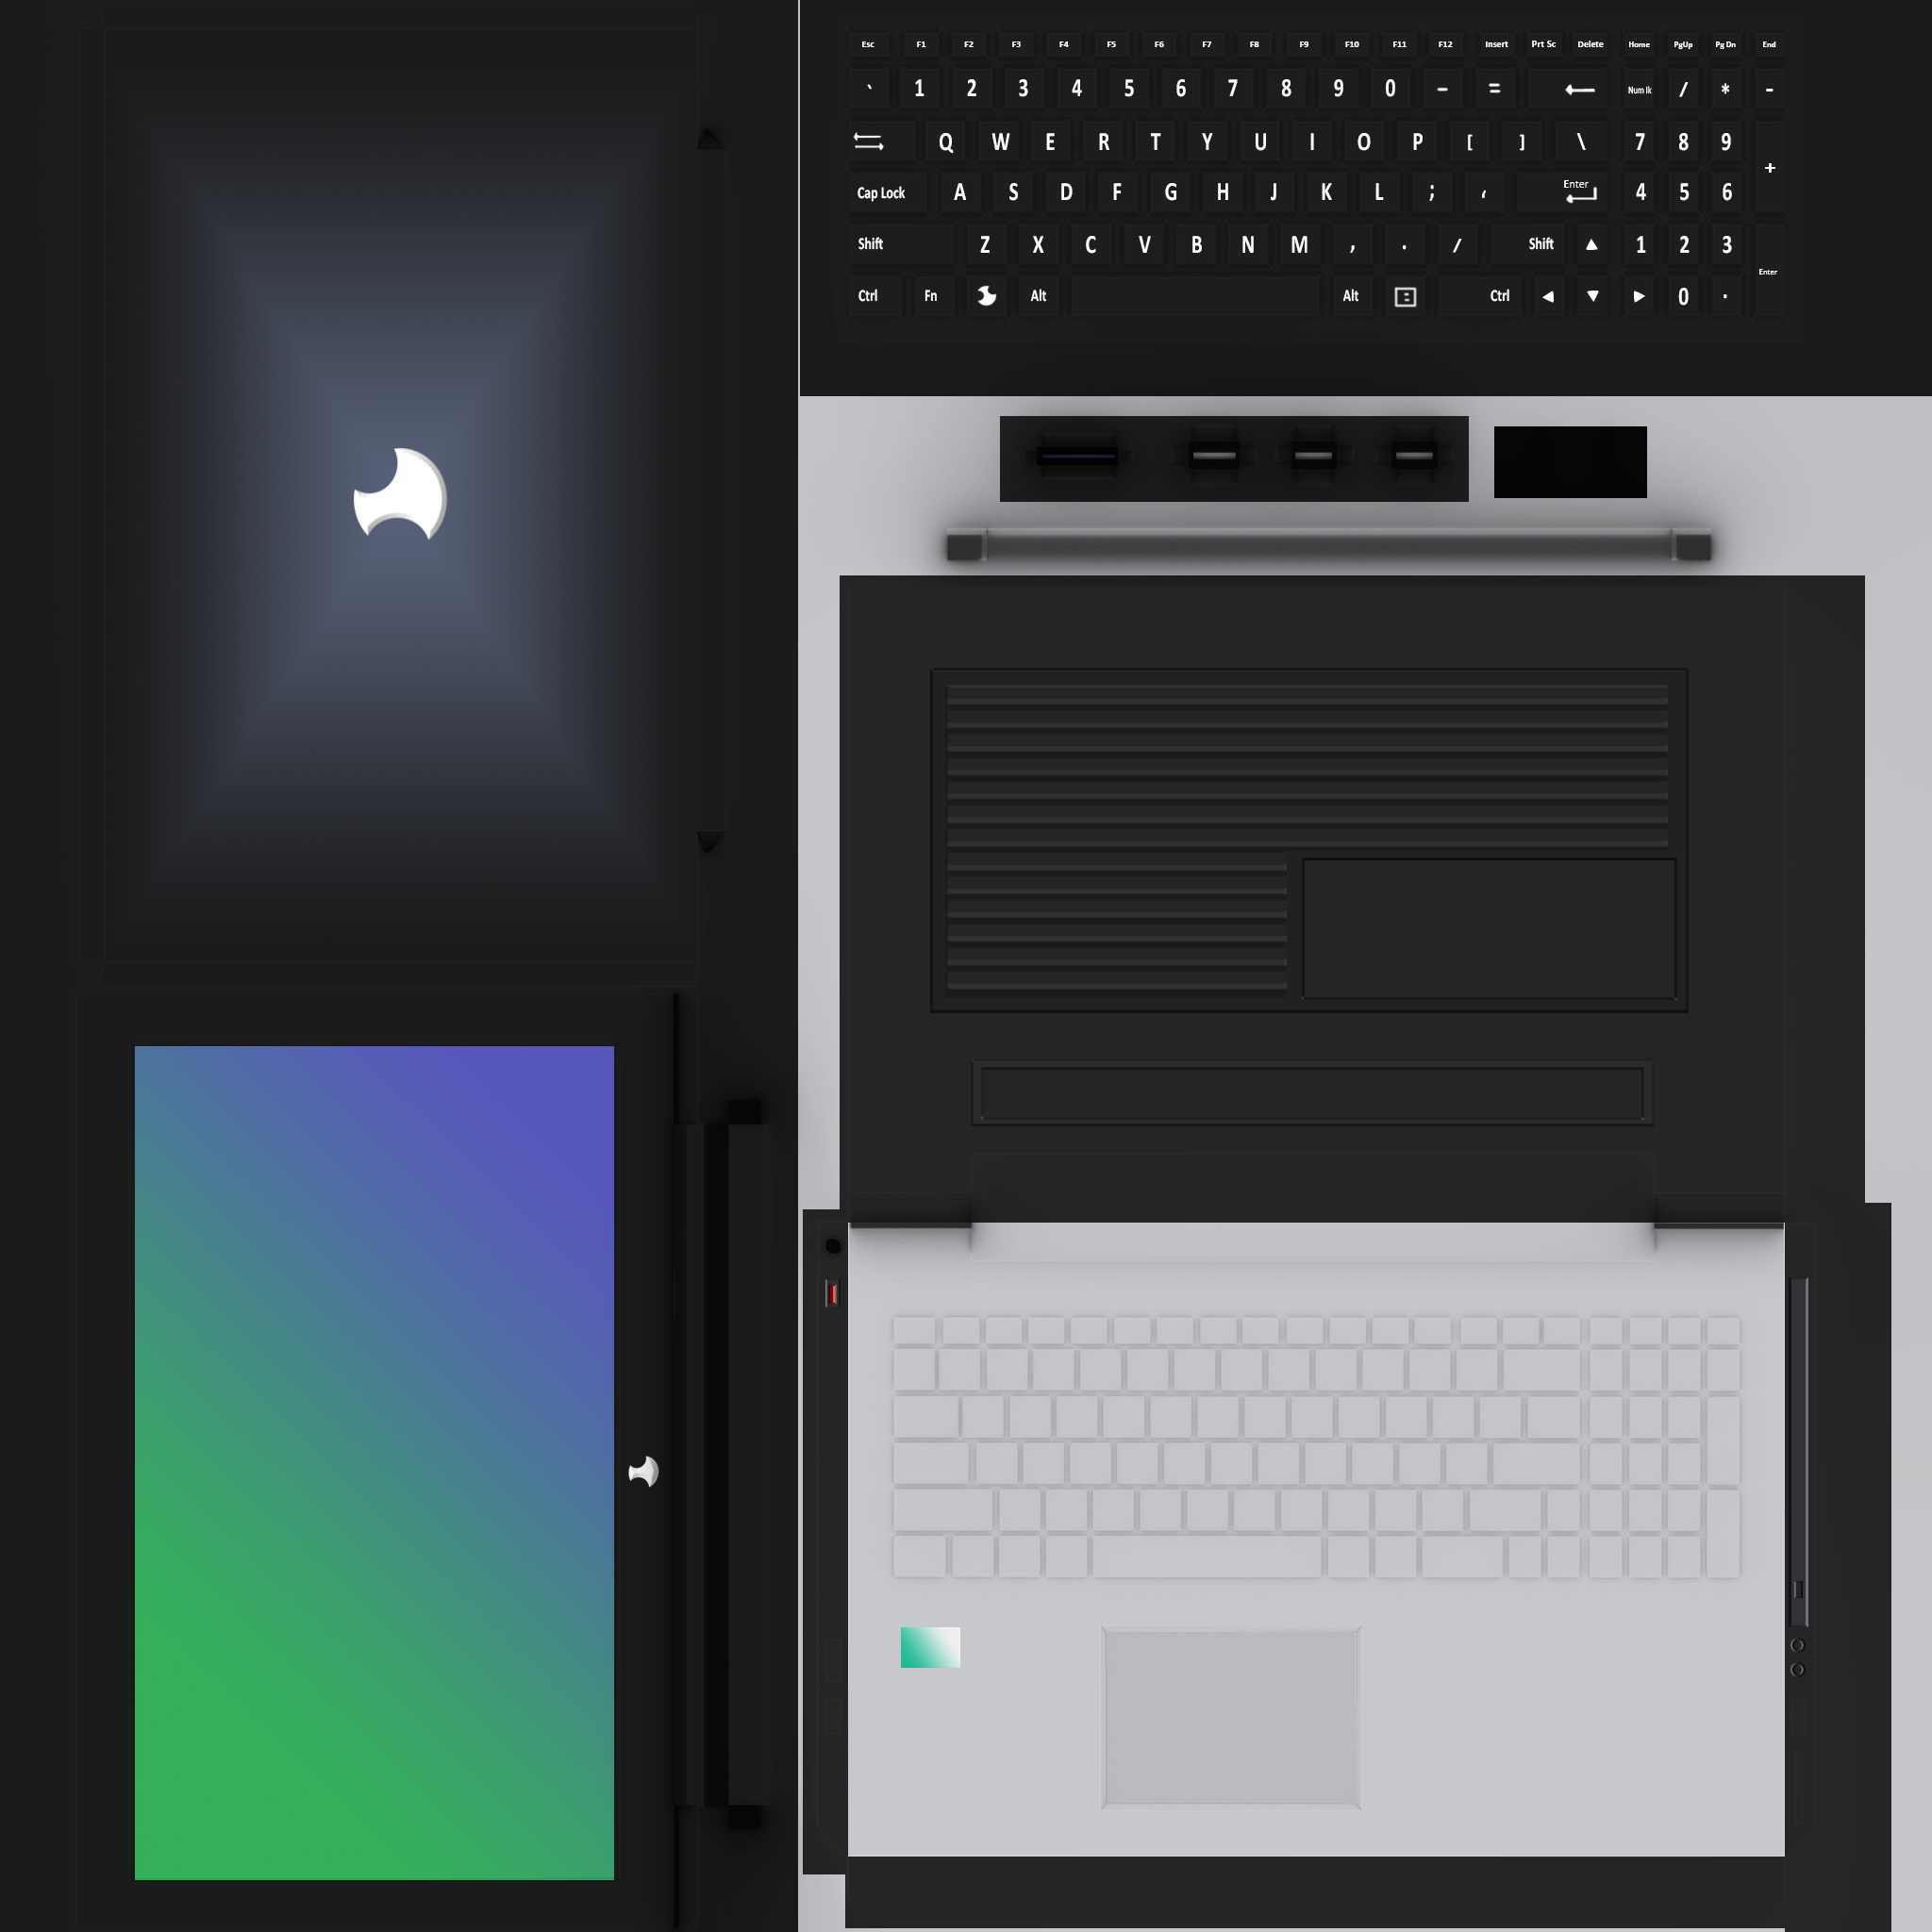 Esc F1 F2 F3 F4 F5 F6 F7 F8 F9 F10 F11 F12 Insert Prt Sc Delete Home PgUp Pg Dn End
` 1 2 3 4 5 6 7 8 9 0 - = Num lk / * -
Q W E R T Y U I O P [ ] \ 7 8 9 +
Cap Lock A S D F G H J K L ; ‘ Enter 4 5 6
Shift Z X C V B N M , . / Shift 1 2 3 Enter
Ctrl Fn Alt Alt Ctrl 0 .